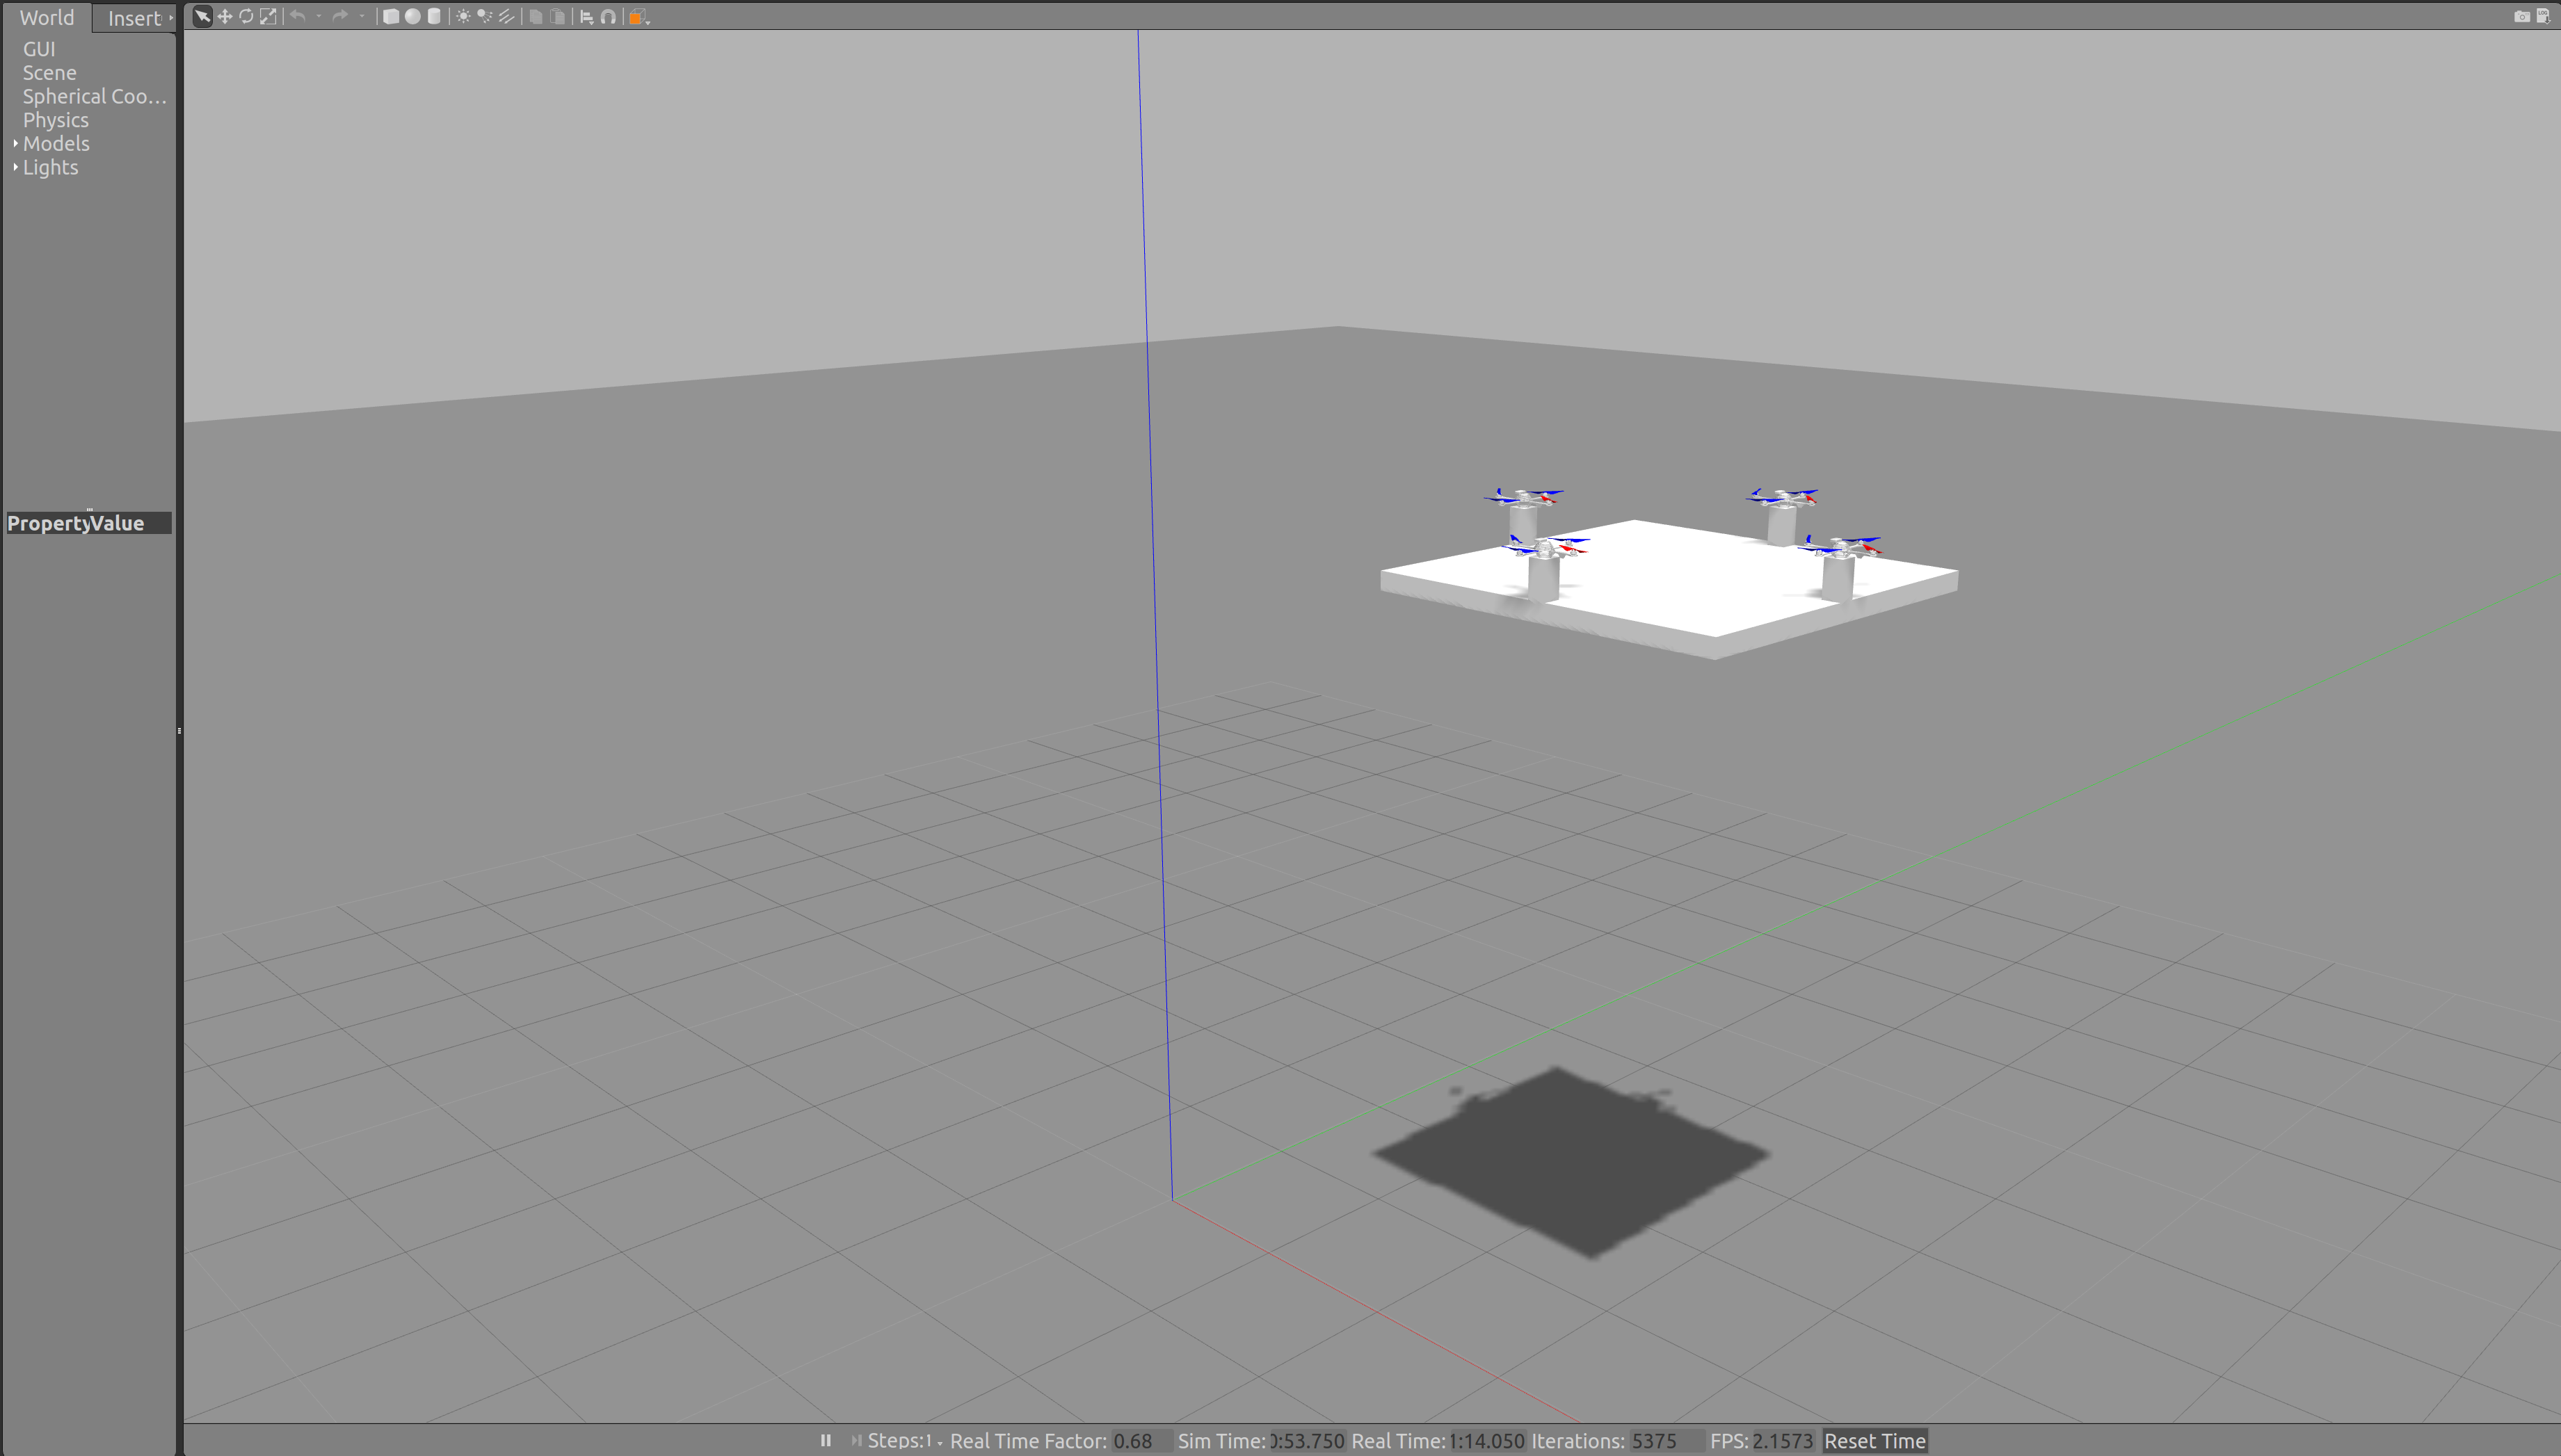 World Insert
GUI
Scene
Spherical Coo...
Physics
Models
Lights
Property Value
Steps: 1 Real Time Factor: 0.68 Sim Time: 0:53.750 Real Time: 1:14.050 Iterations: 5375 FPS: 2.1573 Reset Time